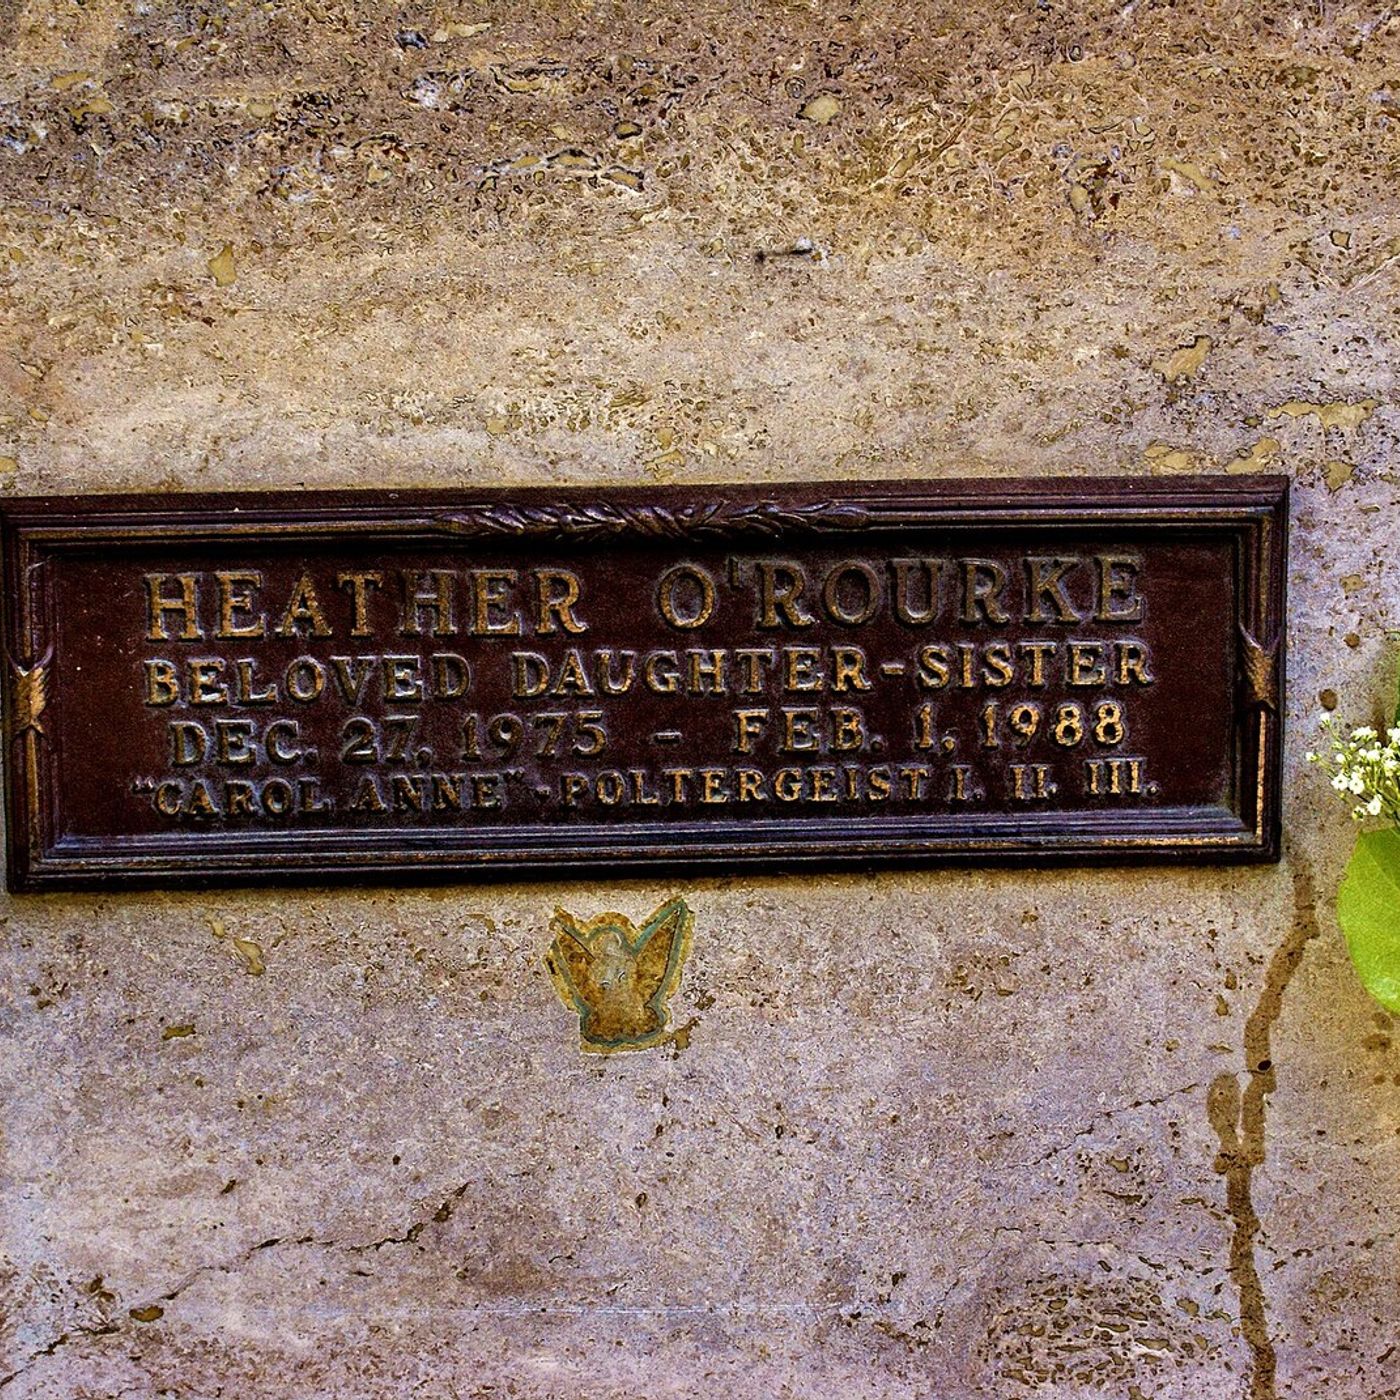 HEATHER O'ROURKE
BELOVED DAUGHTER-SISTER
DEC. 27, 1975 - FEB. 1, 1988
"CAROL ANNE" - POLTERGEIST I. II. III.